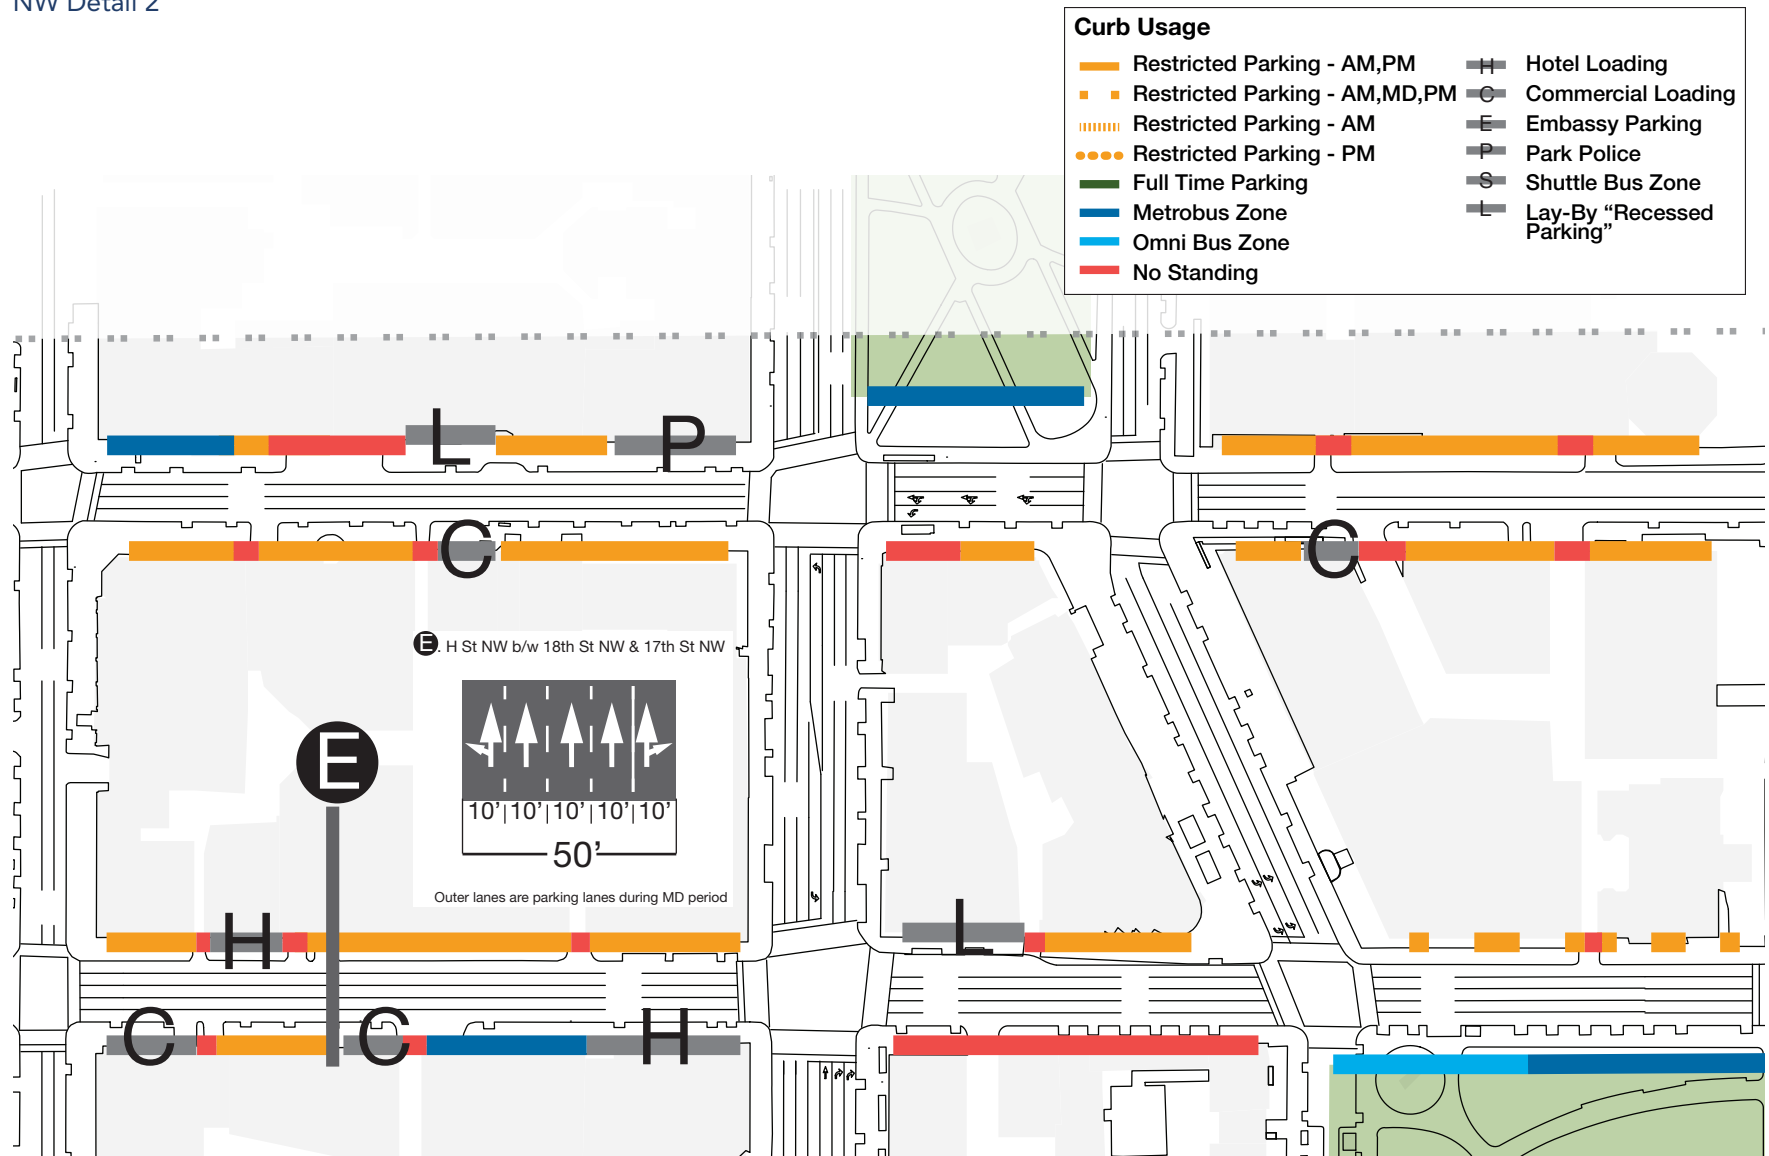 NW Detail 2
Curb Usage
Restricted Parking - AM,PM
Restricted Parking - AM,MD,PM
Restricted Parking - AM
Restricted Parking - PM
Full Time Parking
Metrobus Zone
Omni Bus Zone
No Standing
H Hotel Loading
C Commercial Loading
E Embassy Parking
P Park Police
S Shuttle Bus Zone
L Lay-By “Recessed
Parking”
L
P
C
C
E. H St NW b/w 18th St NW & 17th St NW
10’ 10’ 10’ 10’ 10’
50’
Outer lanes are parking lanes during MD period
E
H
L
C
C
H